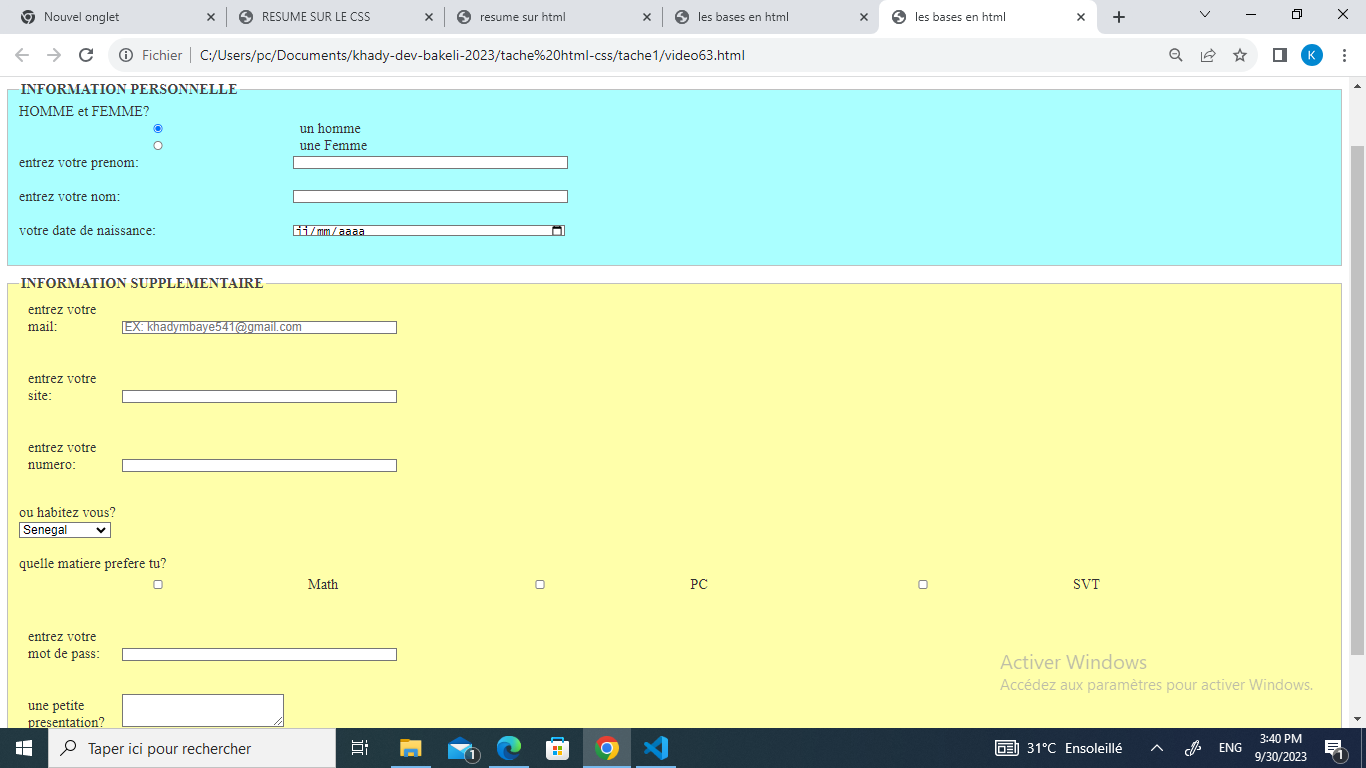 Nouvel onglet
RESUME SUR LE CSS
resume sur html
les bases en html
les bases en html
Fichier
C:/Users/pc/Documents/khady-dev-bakeli-2023/tache%20html-css/tache1/video63.html
K
INFORMATION PERSONNELLE
HOMME et FEMME?
un homme
une Femme
entrez votre prenom:
entrez votre nom:
votre date de naissance:
jj/mm/aaaa
INFORMATION SUPPLEMENTAIRE
entrez votre
mail:
EX: khadymbaye541@gmail.com
entrez votre
site:
entrez votre
numero:
ou habitez vous?
Senegal
quelle matiere prefere tu?
Math
PC
SVT
entrez votre
mot de pass:
une petite
presentation?
Activer Windows
Accédez aux paramètres pour activer Windows.
Taper ici pour rechercher
1
31°C Ensoleillé
ENG
3:40 PM
9/30/2023
1